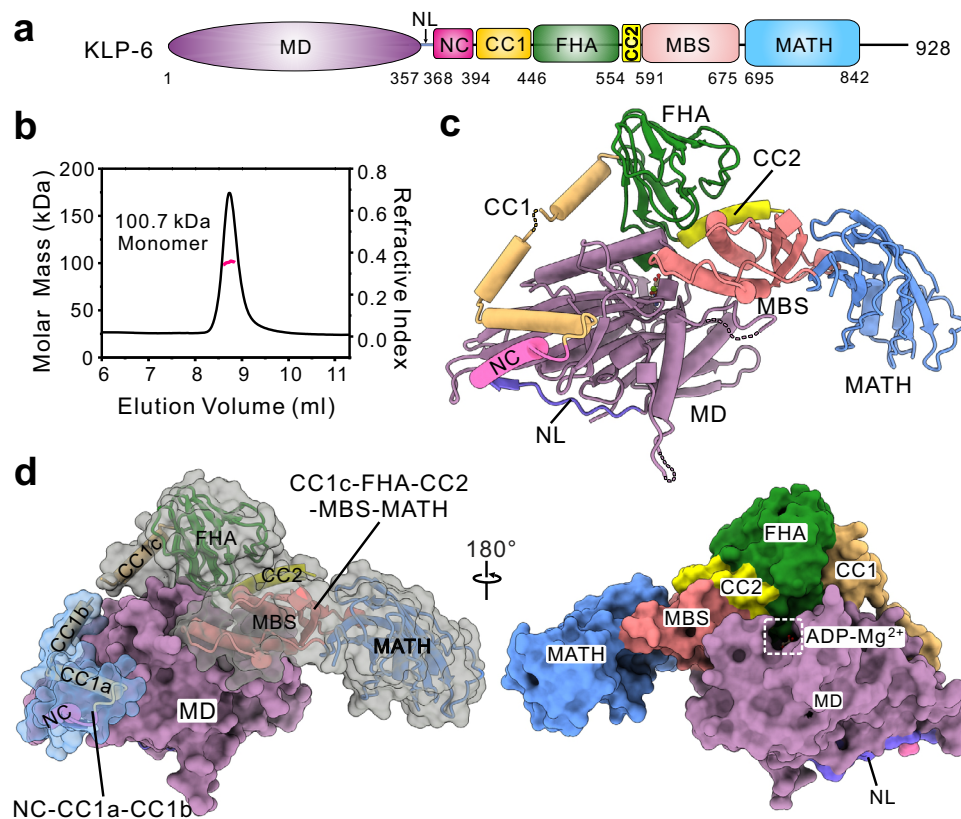 a
KLP-6
MD
NL
NC
CC1
FHA
CC2
MBS
MATH
928
1
357
368
394
446
554
591
675
695
842
b
Molar Mass (kDa)
200
150
100
50
25
0
100.7 kDa
Monomer
0.8
0.6
0.4
0.2
0.0
Refractive Index
6
7
8
9
10
11
Elution Volume (ml)
c
FHA
CC2
CC1
MBS
NC
MATH
NL
MD
d
CC1c-FHA-CC2
-MBS-MATH
FHA
CC1c
CC2
CC1b
MBS
MATH
CC1a
NC
MD
NC-CC1a-CC1b
180°
FHA
CC1
CC2
MBS
ADP-Mg²⁺
MATH
MD
NL